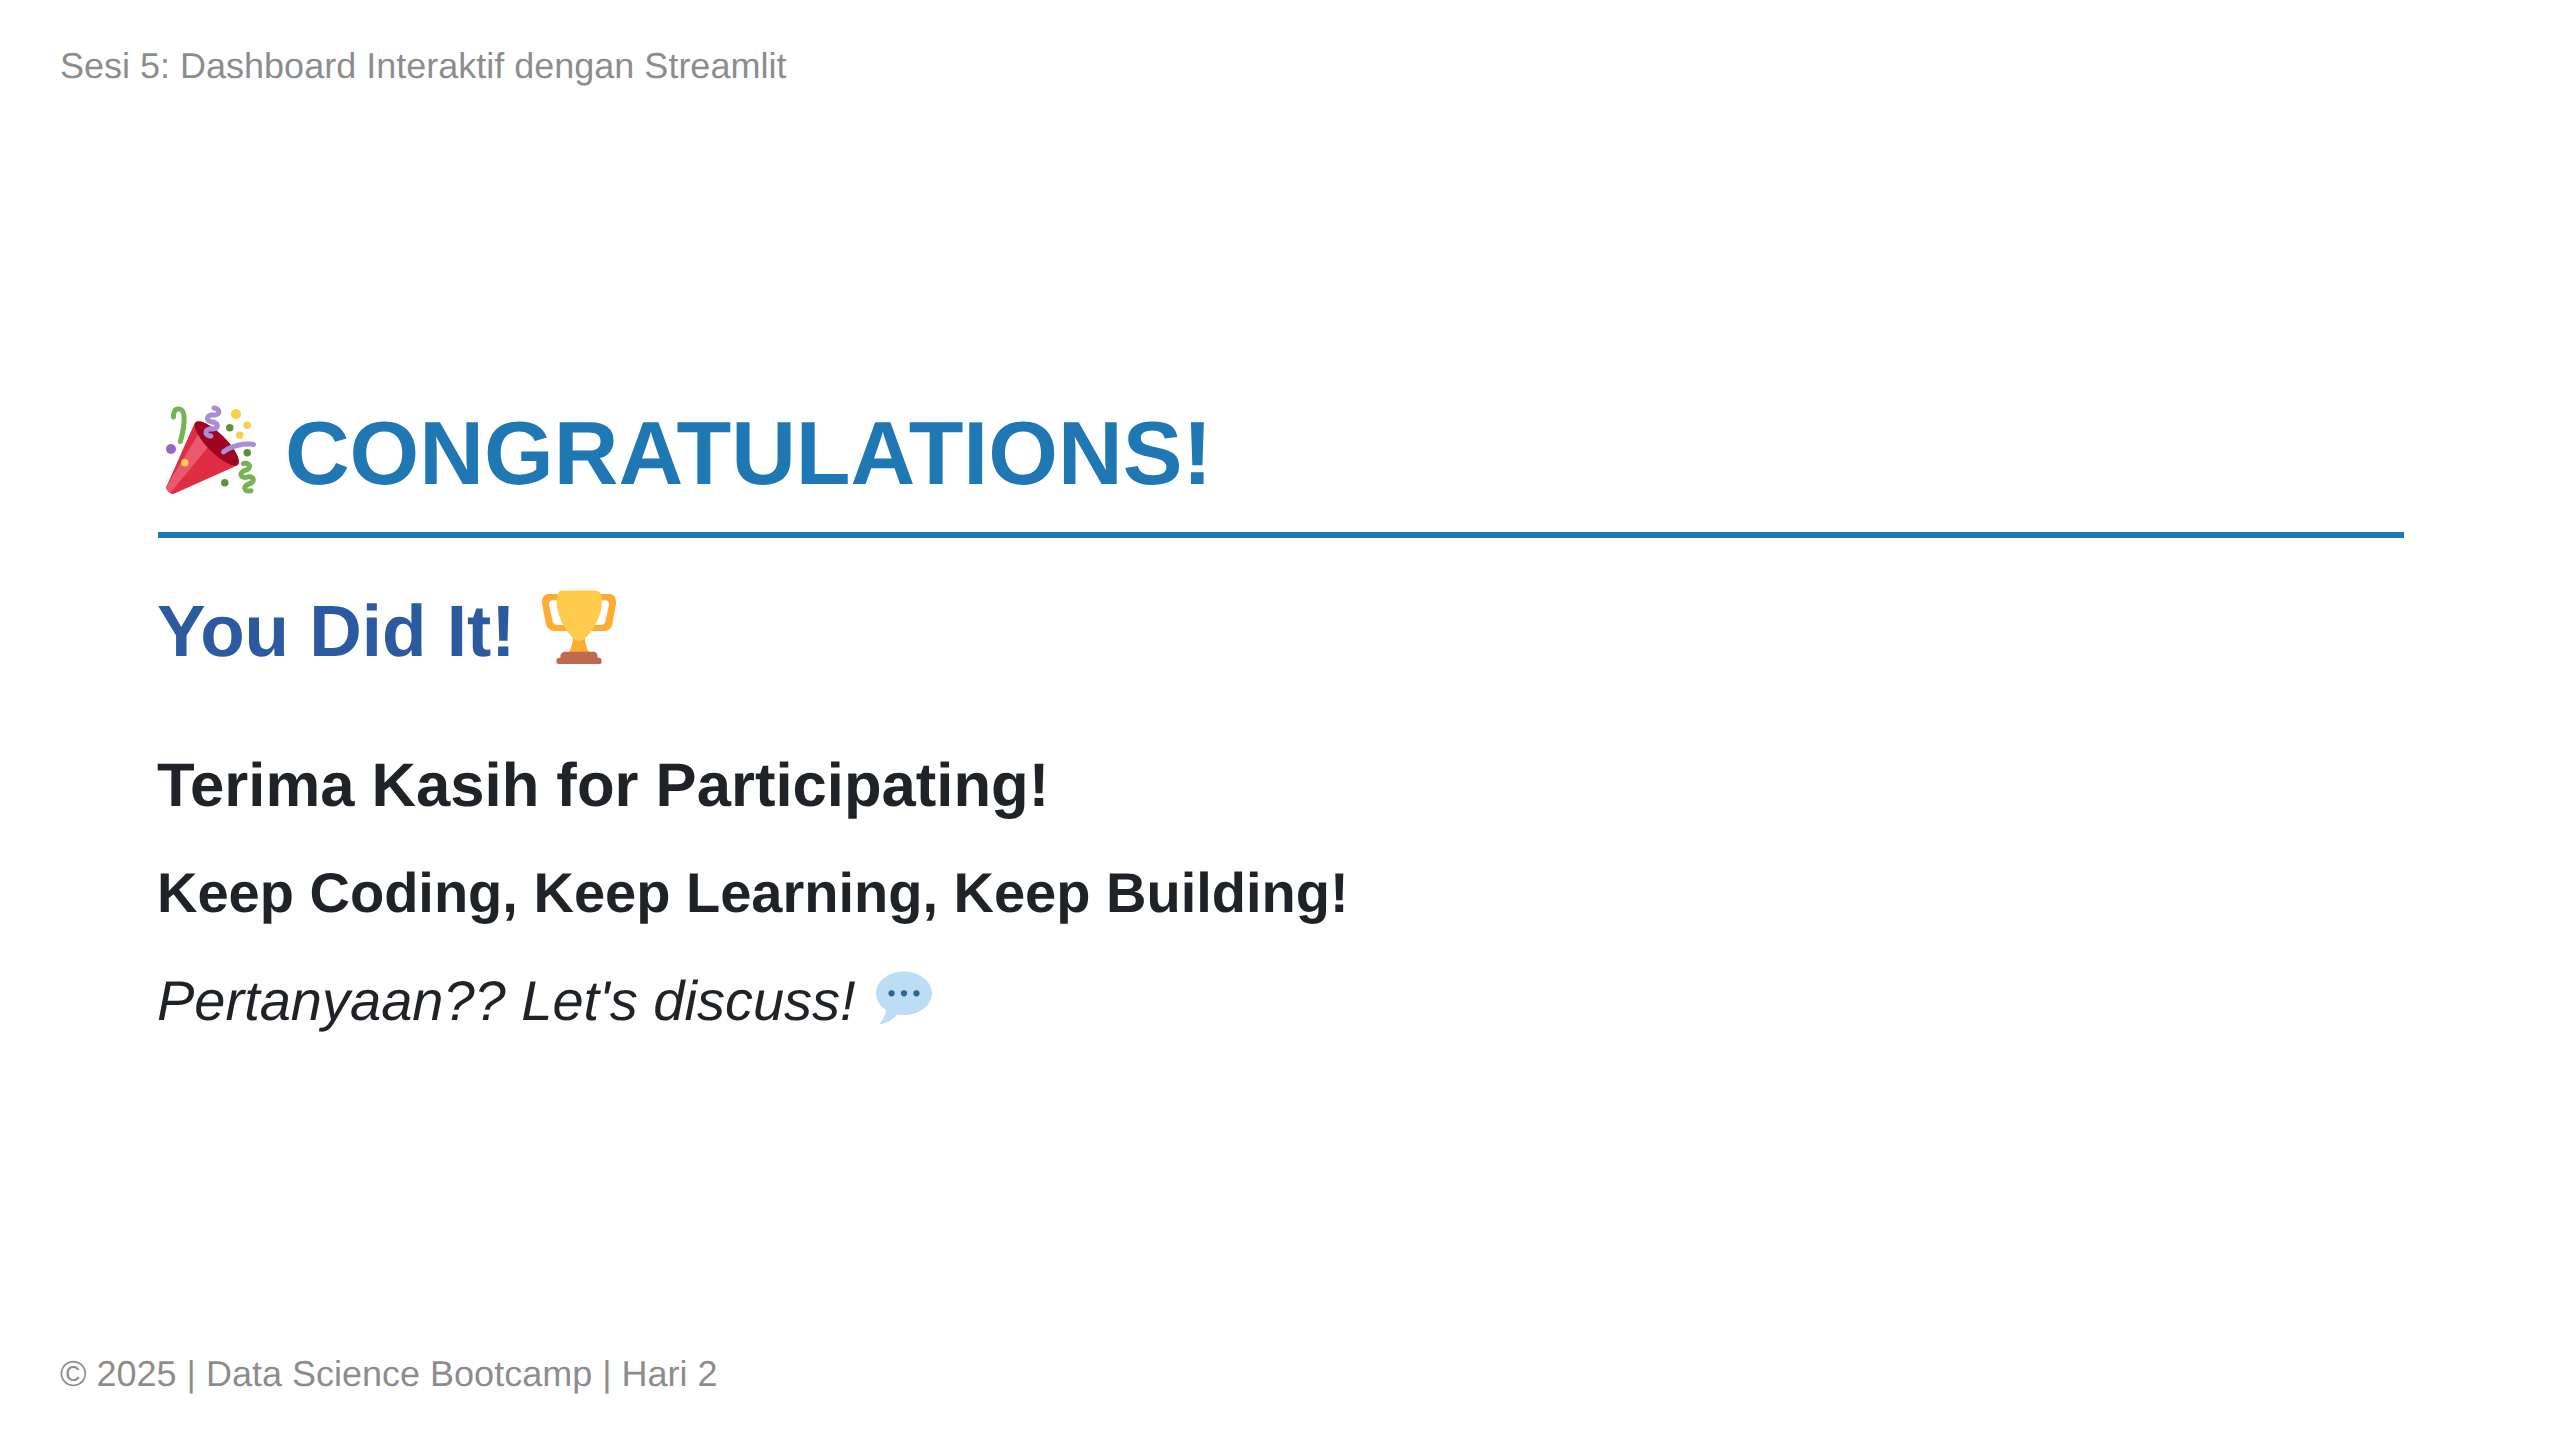 Sesi 5: Dashboard Interaktif dengan Streamlit
🎉 CONGRATULATIONS!
You Did It! 🏆
Terima Kasih for Participating!
Keep Coding, Keep Learning, Keep Building!
Pertanyaan?? Let's discuss! 💬
© 2025 | Data Science Bootcamp | Hari 2